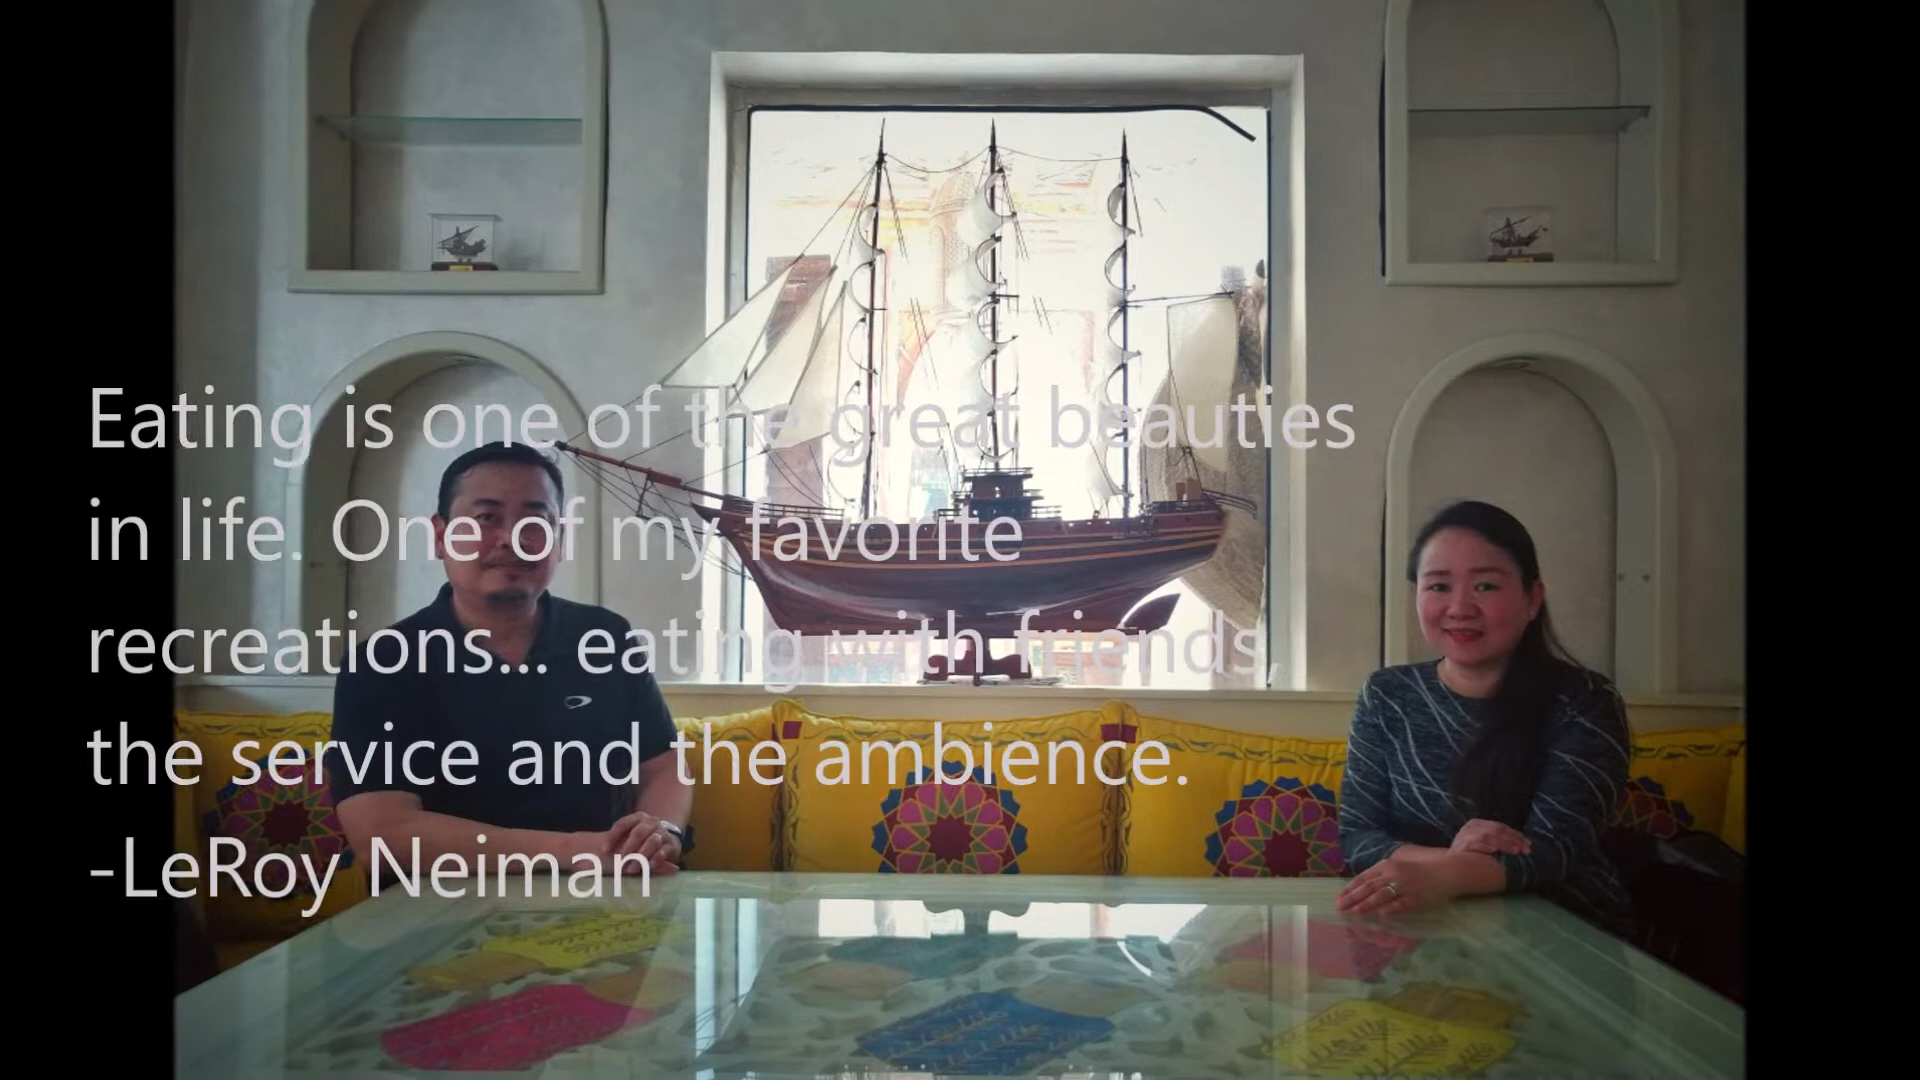 Eating is one of the great beauties
in life. One of my favorite
recreations... eating with friends,
the service and the ambience.
-LeRoy Neiman